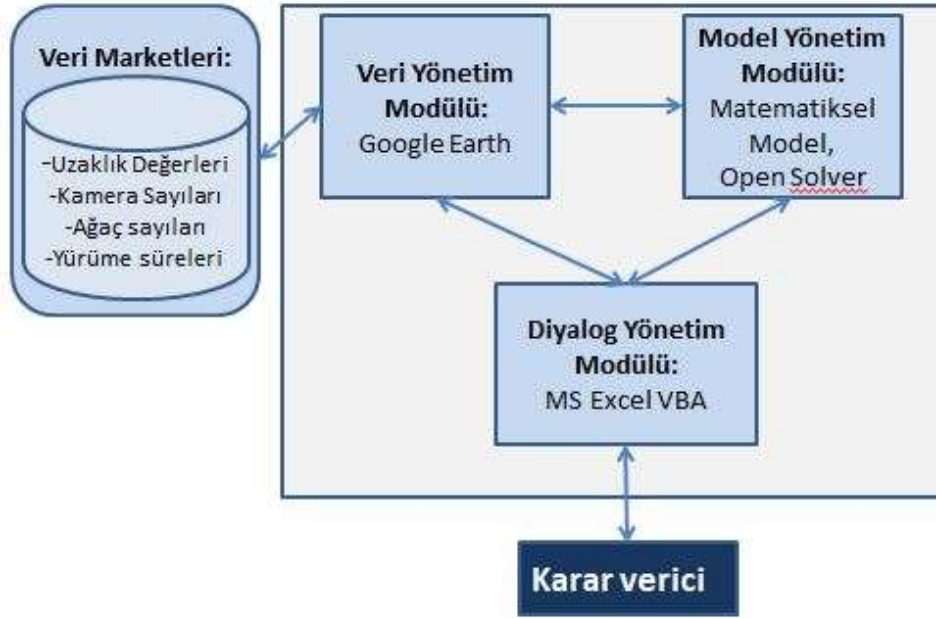 Veri Marketleri:
-Uzaklık Değerleri
-Kamera Sayıları
-Ağaç sayıları
-Yürüme süreleri
Veri Yönetim
Modülü:
Google Earth
Model Yönetim
Modülü:
Matematiksel
Model,
Open Solver
Diyalog Yönetim
Modülü:
MS Excel VBA
Karar verici